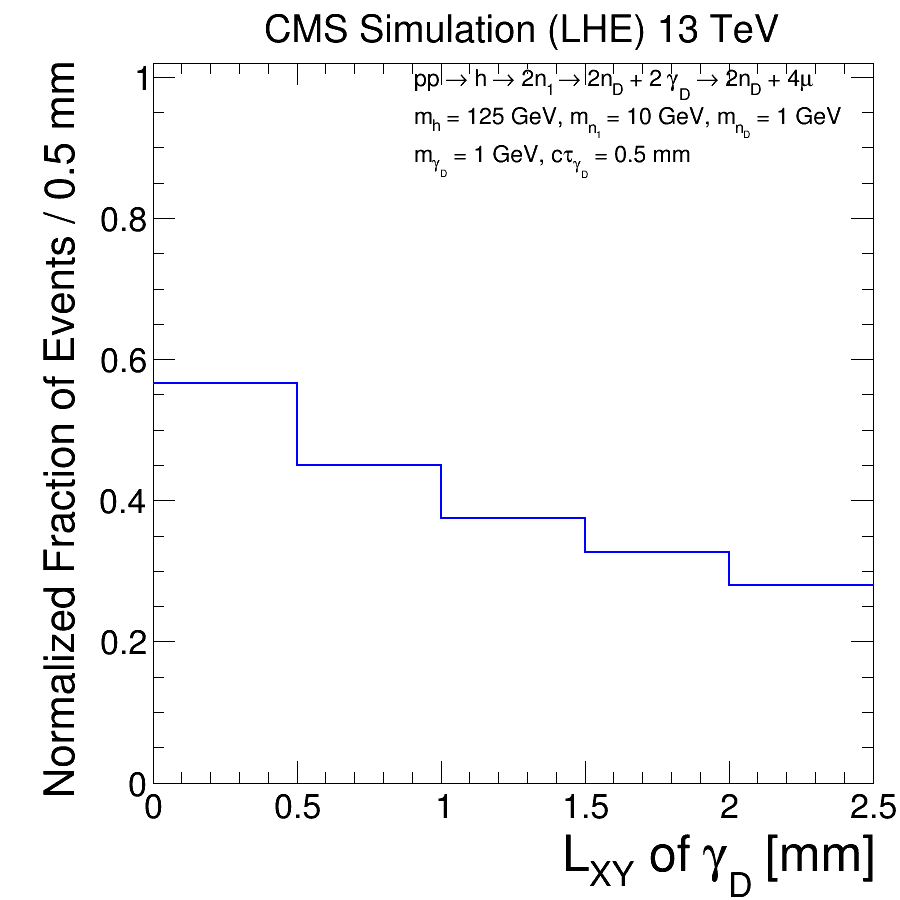 CMS Simulation (LHE) 13 TeV
pp → h → 2n₁ → 2n_D + 2 γ_D → 2n_D + 4μ
m_h = 125 GeV, m_n₁ = 10 GeV, m_n_D = 1 GeV
m_γ_D = 1 GeV, cτ_γ_D = 0.5 mm
Normalized Fraction of Events / 0.5 mm
1
0.8
0.6
0.4
0.2
0
0 0.5 1 1.5 2 2.5
L_XY of γ_D [mm]